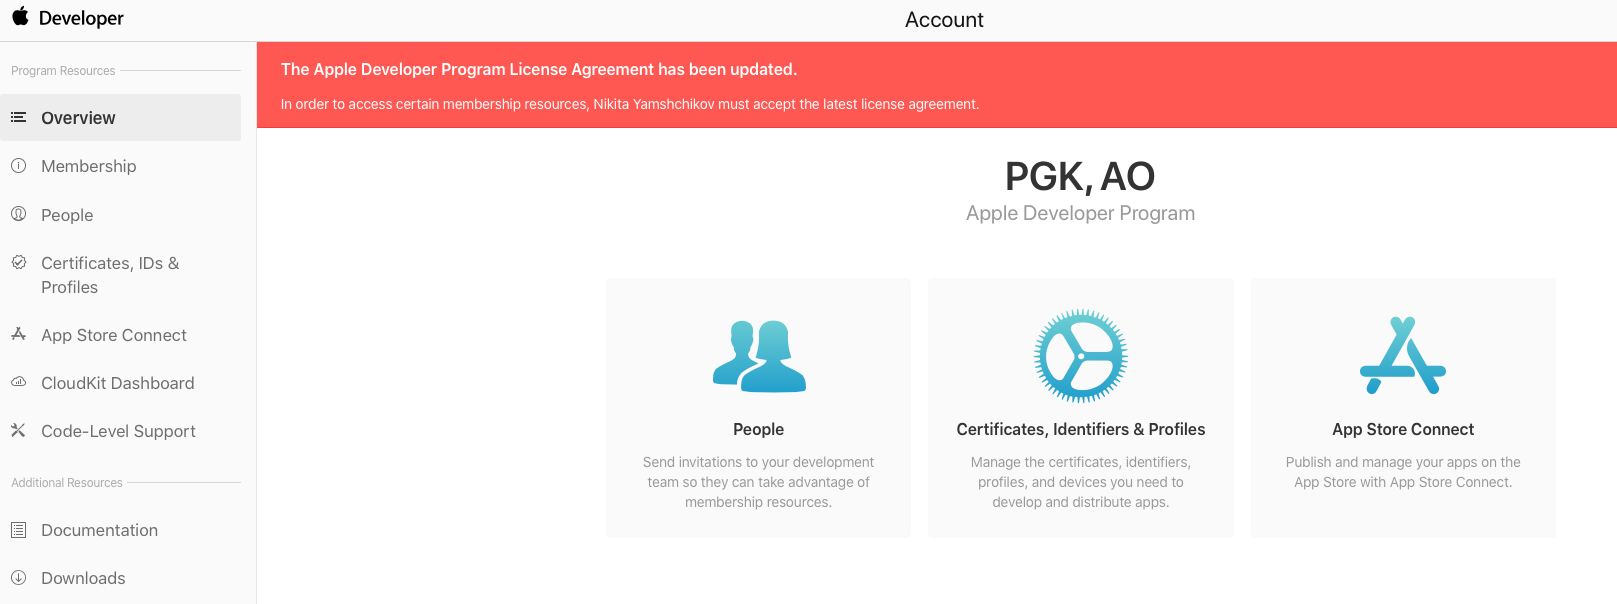 Developer
Account
Program Resources
Overview
Membership
People
Certificates, IDs &
Profiles
App Store Connect
CloudKit Dashboard
Code-Level Support
Additional Resources
Documentation
Downloads
The Apple Developer Program License Agreement has been updated.
In order to access certain membership resources, Nikita Yamshchikov must accept the latest license agreement.
PGK, AO
Apple Developer Program
People
Send invitations to your development
team so they can take advantage of
membership resources.
Certificates, Identifiers & Profiles
Manage the certificates, identifiers,
profiles, and devices you need to
develop and distribute apps.
App Store Connect
Publish and manage your apps on the
App Store with App Store Connect.